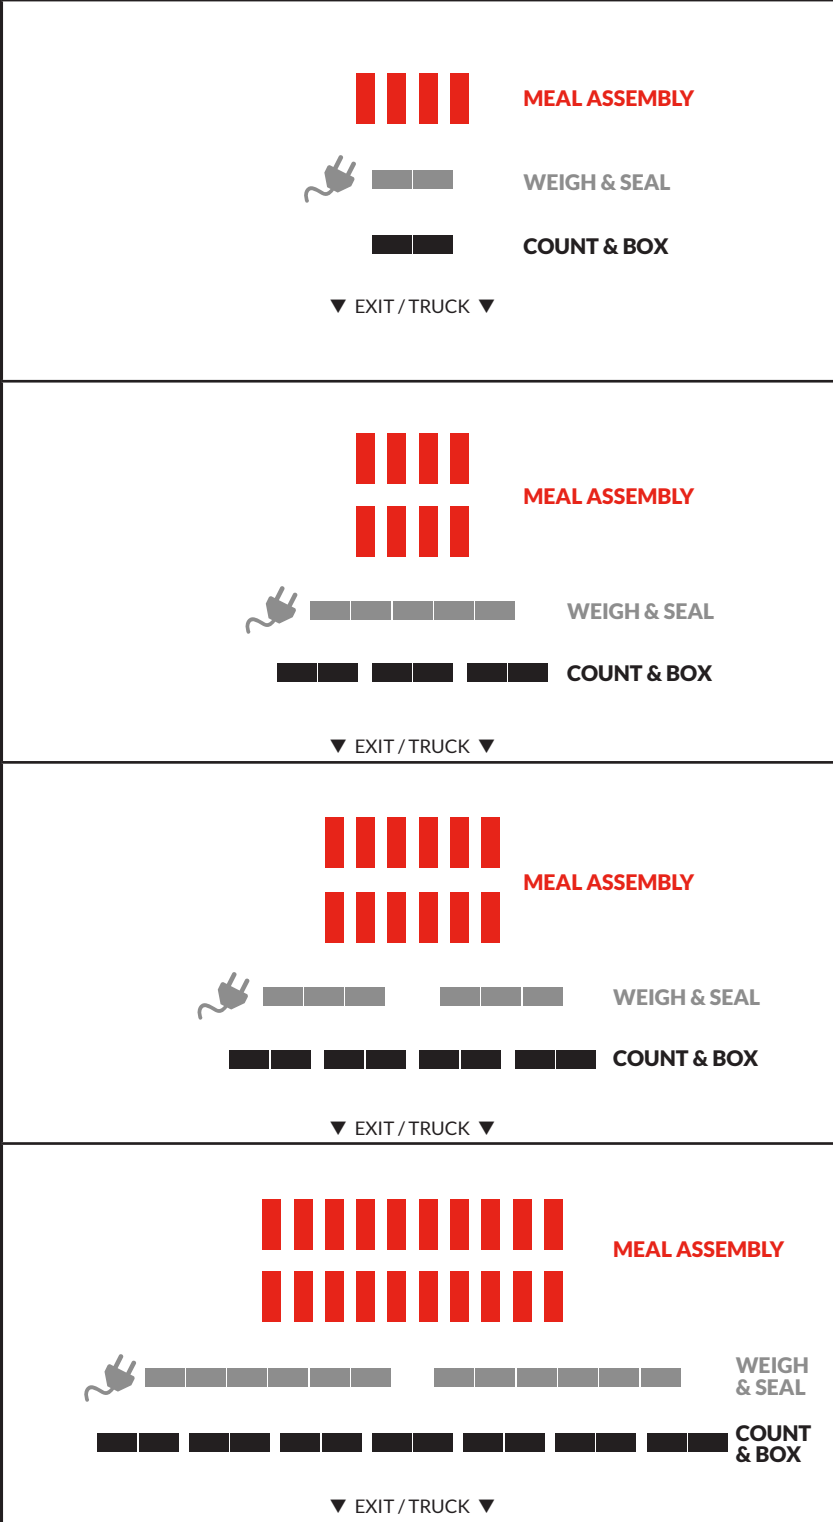 MEAL ASSEMBLY
WEIGH & SEAL
COUNT & BOX
▼ EXIT / TRUCK ▼
MEAL ASSEMBLY
WEIGH & SEAL
COUNT & BOX
▼ EXIT / TRUCK ▼
MEAL ASSEMBLY
WEIGH & SEAL
COUNT & BOX
▼ EXIT / TRUCK ▼
MEAL ASSEMBLY
WEIGH
& SEAL
COUNT
& BOX
▼ EXIT / TRUCK ▼